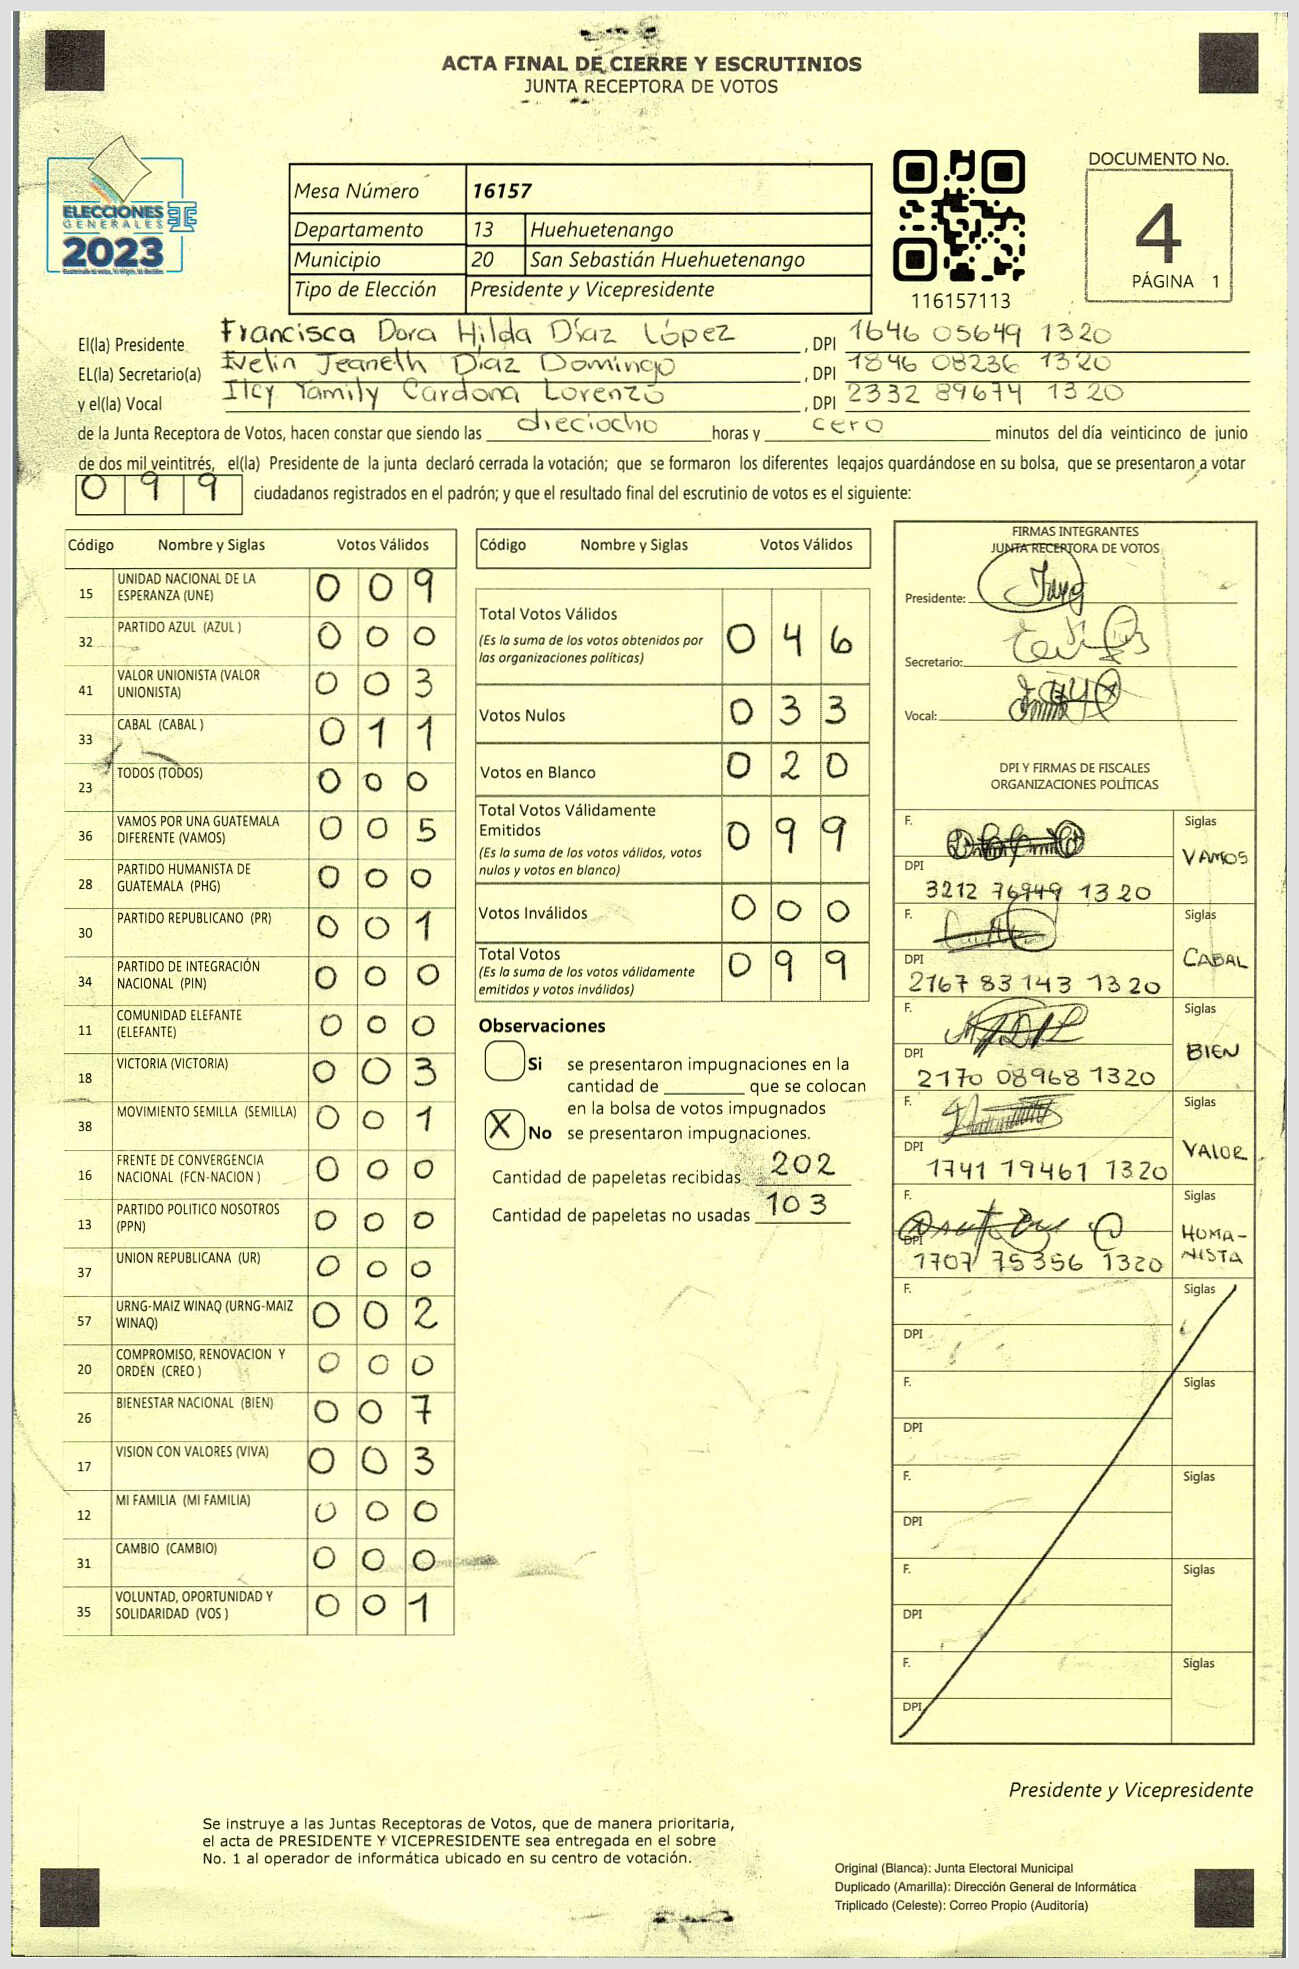 ACTA FINAL DE CIERRE Y ESCRUTINIOS
JUNTA RECEPTORA DE VOTOS
ELECCIONES
GENERALES
2023
Mesa Número 16157
Departamento 13 Huehuetenango
Municipio 20 San Sebastián Huehuetenango
Tipo de Elección Presidente y Vicepresidente
116157113
DOCUMENTO No.
4
PÁGINA 1
El(la) Presidente Francisca Dora Hilda Díaz López , DPI 1646 05649 1320
EL(la) Secretario(a) Evelin Jeaneth Díaz Domingo , DPI 1846 08236 1320
y el(la) Vocal Yamily Cardona Lorenzo , DPI 2332 89674 1320
de la Junta Receptora de Votos, hacen constar que siendo las dieciocho horas y cero minutos del día veinticinco de junio
de dos mil veintitrés, el(la) Presidente de la junta declaró cerrada la votación; que se formaron los diferentes legajos quardándose en su bolsa, que se presentaron a votar
099 ciudadanos registrados en el padrón; y que el resultado final del escrutinio de votos es el siguiente:
Código Nombre y Siglas Votos Válidos
15 UNIDAD NACIONAL DE LA ESPERANZA (UNE) 0 0 9
32 PARTIDO AZUL (AZUL ) 0 0 0
41 VALOR UNIONISTA (VALOR UNIONISTA) 0 0 3
33 CABAL (CABAL ) 0 1 1
23 TODOS (TODOS) 0 0 0
36 VAMOS POR UNA GUATEMALA DIFERENTE (VAMOS) 0 0 5
28 PARTIDO HUMANISTA DE GUATEMALA (PHG) 0 0 0
30 PARTIDO REPUBLICANO (PR) 0 0 1
34 PARTIDO DE INTEGRACIÓN NACIONAL (PIN) 0 0 0
11 COMUNIDAD ELEFANTE (ELEFANTE) 0 0 0
18 VICTORIA (VICTORIA) 0 0 3
38 MOVIMIENTO SEMILLA (SEMILLA) 0 0 1
16 FRENTE DE CONVERGENCIA NACIONAL (FCN-NACION ) 0 0 0
13 PARTIDO POLITICO NOSOTROS (PPN) 0 0 0
37 UNION REPUBLICANA (UR) 0 0 0
57 URNG-MAIZ WINAQ (URNG-MAIZ WINAQ) 0 0 2
20 COMPROMISO, RENOVACION Y ORDEN (CREO ) 0 0 0
26 BIENESTAR NACIONAL (BIEN) 0 0 7
17 VISION CON VALORES (VIVA) 0 0 3
12 MI FAMILIA (MI FAMILIA) 0 0 0
31 CAMBIO (CAMBIO) 0 0 0
35 VOLUNTAD, OPORTUNIDAD Y SOLIDARIDAD (VOS ) 0 0 1
Código Nombre y Siglas Votos Válidos
Total Votos Válidos 0 4 6
(Es la suma de los votos obtenidos por
las organizaciones políticas)
Votos Nulos 0 3 3
Votos en Blanco 0 2 0
Total Votos Válidamente
Emitidos 0 9 9
(Es la suma de los votos válidos, votos
nulos y votos en blanco)
Votos Inválidos 0 0 0
Total Votos 0 9 9
(Es la suma de los votos válidamente
emitidos y votos inválidos)
Observaciones
Si se presentaron impugnaciones en la
cantidad de ________ que se colocan
en la bolsa de votos impugnados
X No se presentaron impugnaciones.
Cantidad de papeletas recibidas 202
Cantidad de papeletas no usadas 103
FIRMAS INTEGRANTES
JUNTA RECEPTORA DE VOTOS
Presidente:
Secretario:
Vocal:
DPI Y FIRMAS DE FISCALES
ORGANIZACIONES POLÍTICAS
F. Siglas
VAMOS
DPI
3212 76949 1320
F. Siglas
CABAL
DPI
2167 83143 1320
F. Siglas
BIEN
DPI
2170 08968 1320
F. Siglas
VALOR
DPI
1741 19461 1320
F. Siglas
HUMA-
NISTA
DPI
1707 75356 1320
F. Siglas
DPI
F. Siglas
DPI
F. Siglas
DPI
F. Siglas
DPI
F. Siglas
DPI
Presidente y Vicepresidente
Se instruye a las Juntas Receptoras de Votos, que de manera prioritaria,
el acta de PRESIDENTE Y VICEPRESIDENTE sea entregada en el sobre
No. 1 al operador de informática ubicado en su centro de votación.
Original (Blanca): Junta Electoral Municipal
Duplicado (Amarilla): Dirección General de Informática
Triplicado (Celeste): Correo Propio (Auditoría)